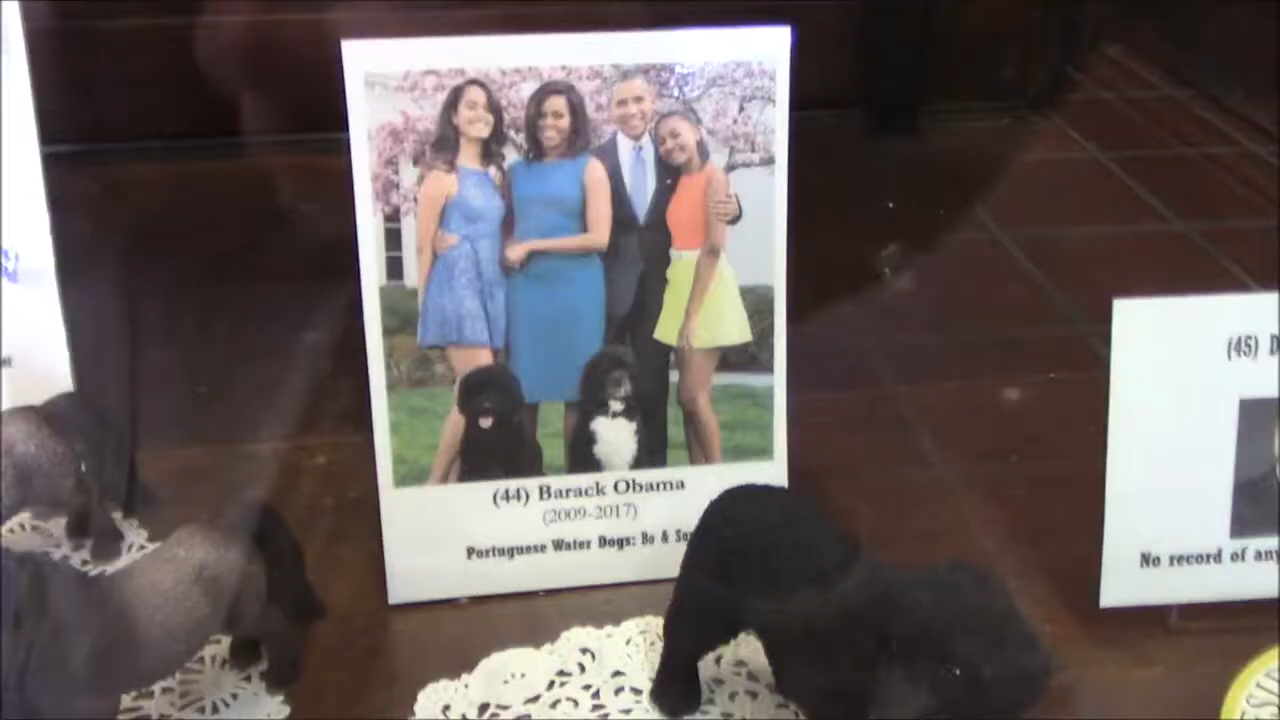 (44) Barack Obama
(2009-2017)
Portuguese Water Dogs: Bo &
(45)
No record of any